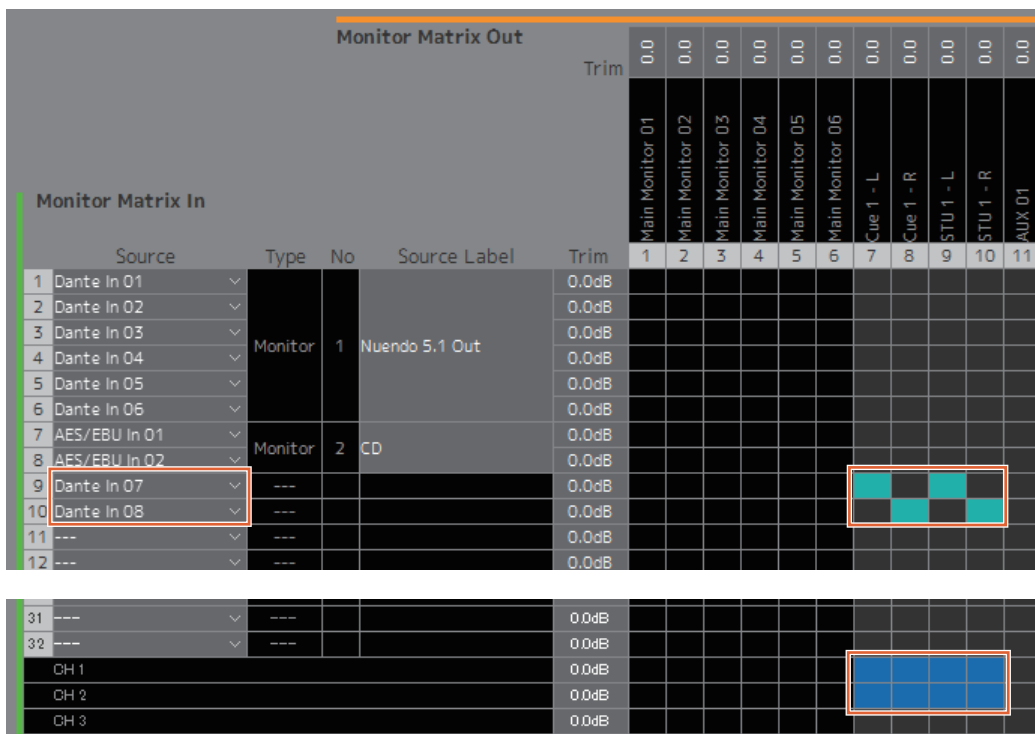 Monitor Matrix Out
Trim 0.0 0.0 0.0 0.0 0.0 0.0 0.0 0.0 0.0 0.0 0.0
Main Monitor 01
Main Monitor 02
Main Monitor 03
Main Monitor 04
Main Monitor 05
Main Monitor 06
Cue 1 - L
Cue 1 - R
STU 1 - L
STU 1 - R
AUX 01
Monitor Matrix In
Source Type No Source Label Trim 1 2 3 4 5 6 7 8 9 10 11
1 Dante In 01 0.0dB
2 Dante In 02 0.0dB
3 Dante In 03 0.0dB
Monitor 1 Nuendo 5.1 Out
4 Dante In 04 0.0dB
5 Dante In 05 0.0dB
6 Dante In 06 0.0dB
7 AES/EBU In 01 0.0dB
Monitor 2 CD
8 AES/EBU In 02 0.0dB
9 Dante In 07 --- 0.0dB
10 Dante In 08 --- 0.0dB
11 --- --- 0.0dB
12 --- --- 0.0dB
31 --- --- 0.0dB
32 --- --- 0.0dB
CH 1 0.0dB
CH 2 0.0dB
CH 3 0.0dB